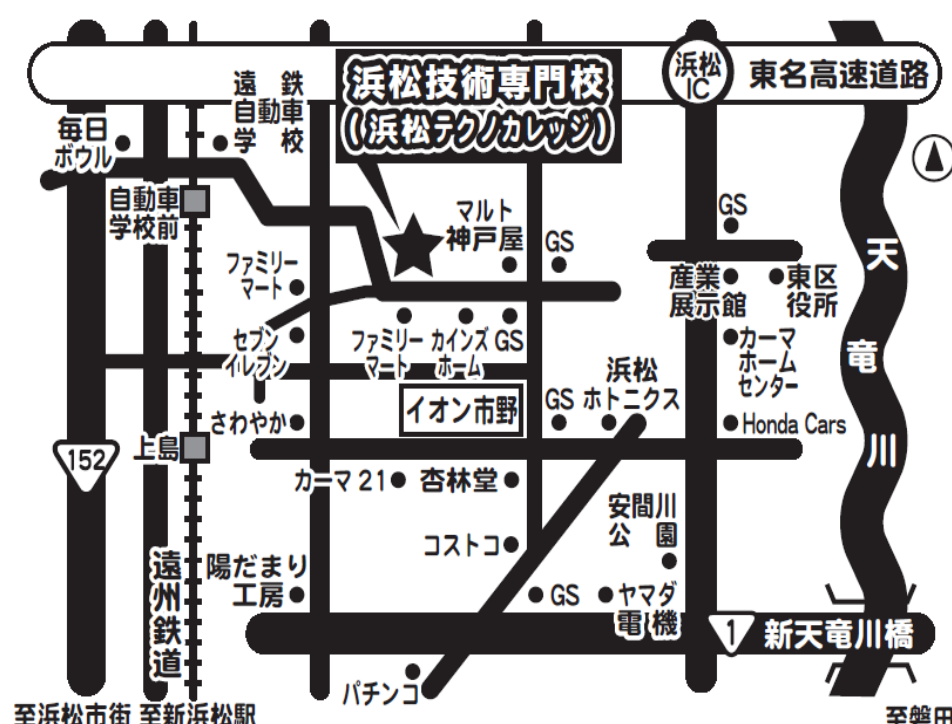 浜松技術専門校
(浜松テクノカレッジ)
浜松
IC
東名高速道路
遠鉄
自動車
学校
毎日
ボウル
自動車
学校前
マルト
神戸屋
GS
GS
産業
展示館
東区
役所
天竜川
ファミリー
マート
セブン
イレブン
ファミリー
マート
カインズ
ホーム
GS
カーマ
ホーム
センター
浜松
ホトニクス
イオン市野
GS
さわやか
Honda Cars
上島
152
カーマ 21
杏林堂
安間川
公園
コストコ
遠州鉄道
陽だまり
工房
GS
ヤマダ
電機
1
新天竜川橋
パチンコ
至浜松市街
至新浜松駅
至磐田